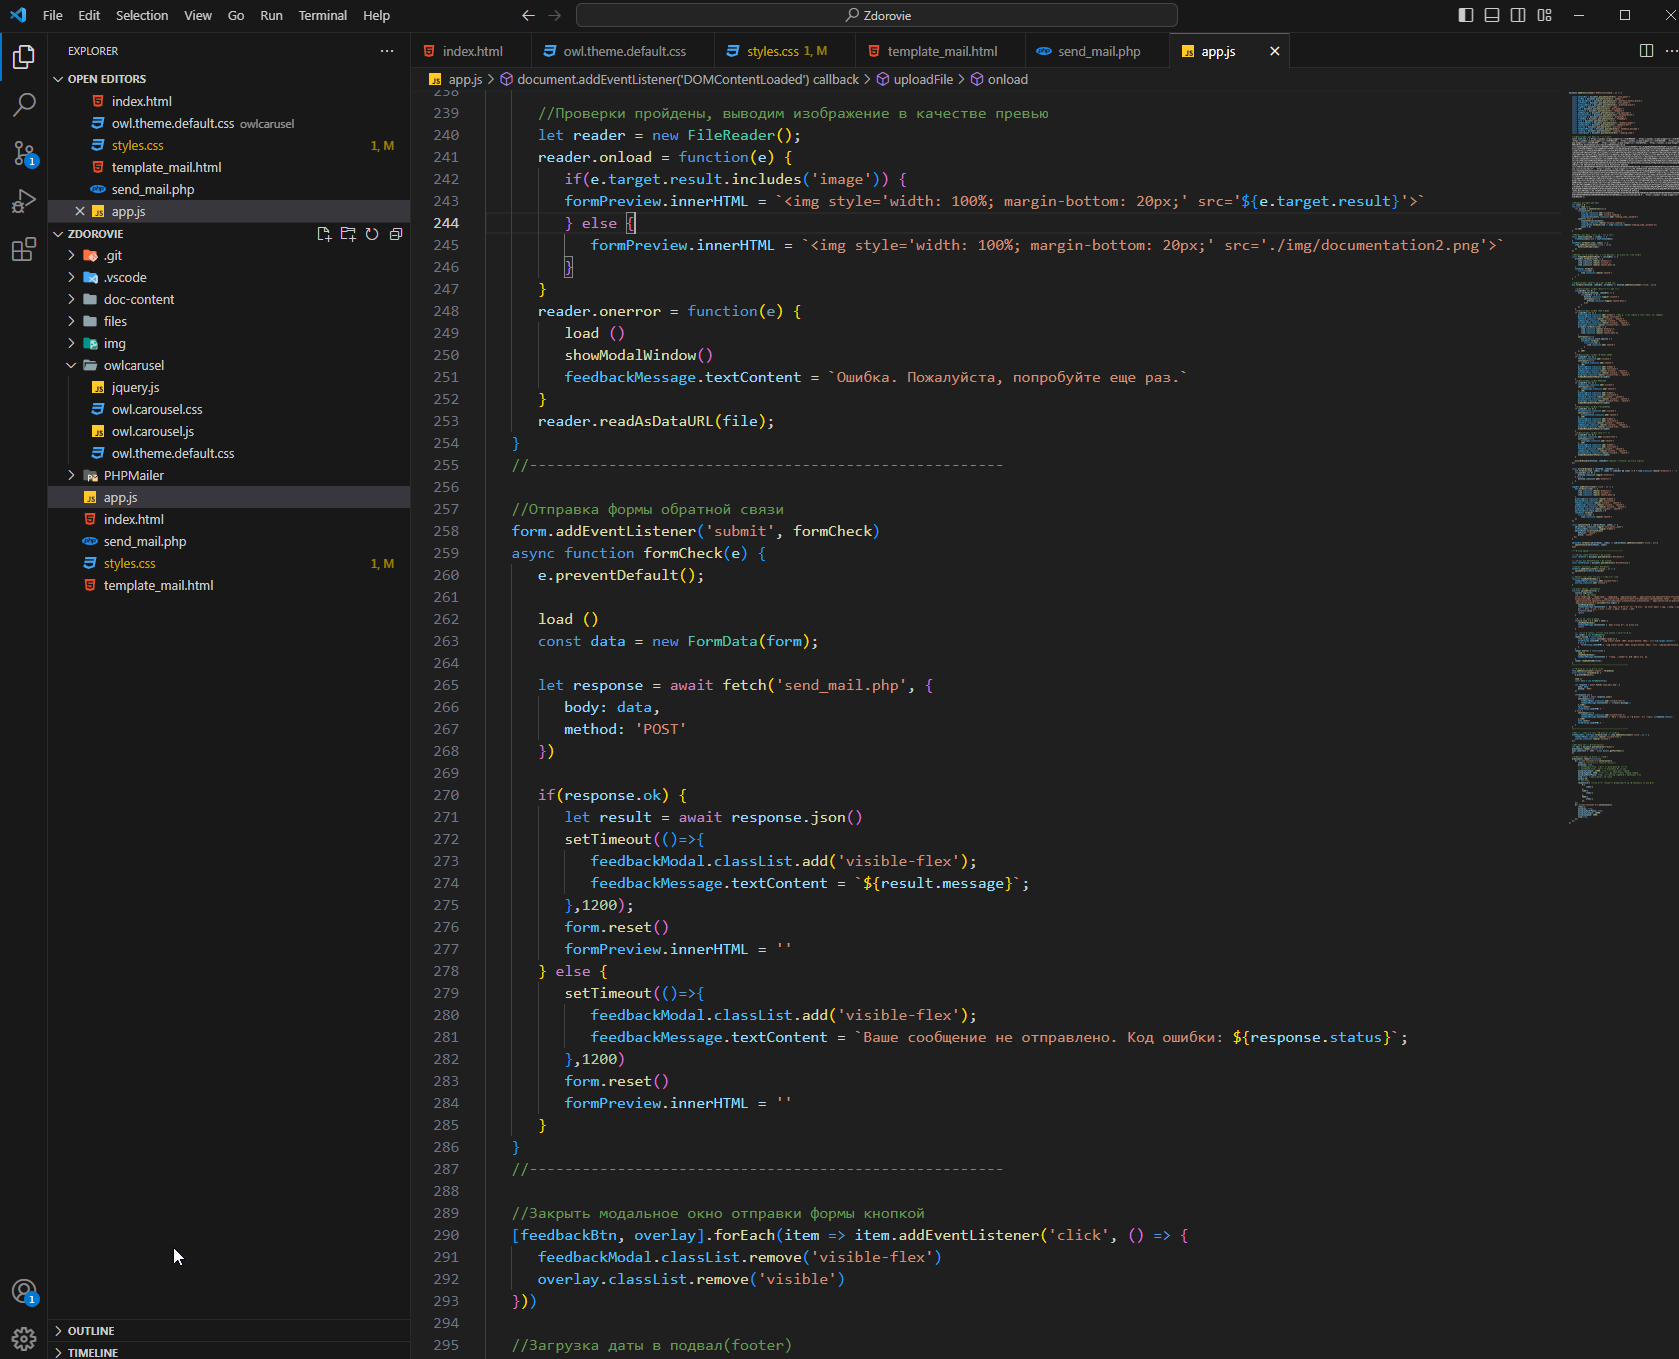 File Edit Selection View Go Run Terminal Help
Zdorovie
EXPLORER
OPEN EDITORS
index.html
owl.theme.default.css owlcarusel
styles.css 1, M
template_mail.html
send_mail.php
app.js
ZDOROVIE
.git
.vscode
doc-content
files
img
owlcarusel
jquery.js
owl.carousel.css
owl.carousel.js
owl.theme.default.css
PHPMailer
app.js
index.html
send_mail.php
styles.css 1, M
template_mail.html
OUTLINE
TIMELINE
1
1
index.html owl.theme.default.css styles.css 1, M template_mail.html send_mail.php app.js
app.js > document.addEventListener('DOMContentLoaded') callback > uploadFile > onload
238
239 //Проверки пройдены, выводим изображение в качестве превью
240 let reader = new FileReader();
241 reader.onload = function(e) {
242 if(e.target.result.includes('image')) {
243 formPreview.innerHTML = `<img style='width: 100%; margin-bottom: 20px;' src='${e.target.result}'>`
244 } else {
245 formPreview.innerHTML = `<img style='width: 100%; margin-bottom: 20px;' src='./img/documentation2.png'>`
246 }
247 }
248 reader.onerror = function(e) {
249 load ()
250 showModalWindow()
251 feedbackMessage.textContent = `Ошибка. Пожалуйста, попробуйте еще раз.`
252 }
253 reader.readAsDataURL(file);
254 }
255 //------------------------------------------------------
256
257 //Отправка формы обратной связи
258 form.addEventListener('submit', formCheck)
259 async function formCheck(e) {
260 e.preventDefault();
261
262 load ()
263 const data = new FormData(form);
264
265 let response = await fetch('send_mail.php', {
266 body: data,
267 method: 'POST'
268 })
269
270 if(response.ok) {
271 let result = await response.json()
272 setTimeout(()=>{
273 feedbackModal.classList.add('visible-flex');
274 feedbackMessage.textContent = `${result.message}`;
275 },1200);
276 form.reset()
277 formPreview.innerHTML = ''
278 } else {
279 setTimeout(()=>{
280 feedbackModal.classList.add('visible-flex');
281 feedbackMessage.textContent = `Ваше сообщение не отправлено. Код ошибки: ${response.status}`;
282 },1200)
283 form.reset()
284 formPreview.innerHTML = ''
285 }
286 }
287 //------------------------------------------------------
288
289 //Закрыть модальное окно отправки формы кнопкой
290 [feedbackBtn, overlay].forEach(item => item.addEventListener('click', () => {
291 feedbackModal.classList.remove('visible-flex')
292 overlay.classList.remove('visible')
293 }))
294
295 //Загрузка даты в подвал(footer)